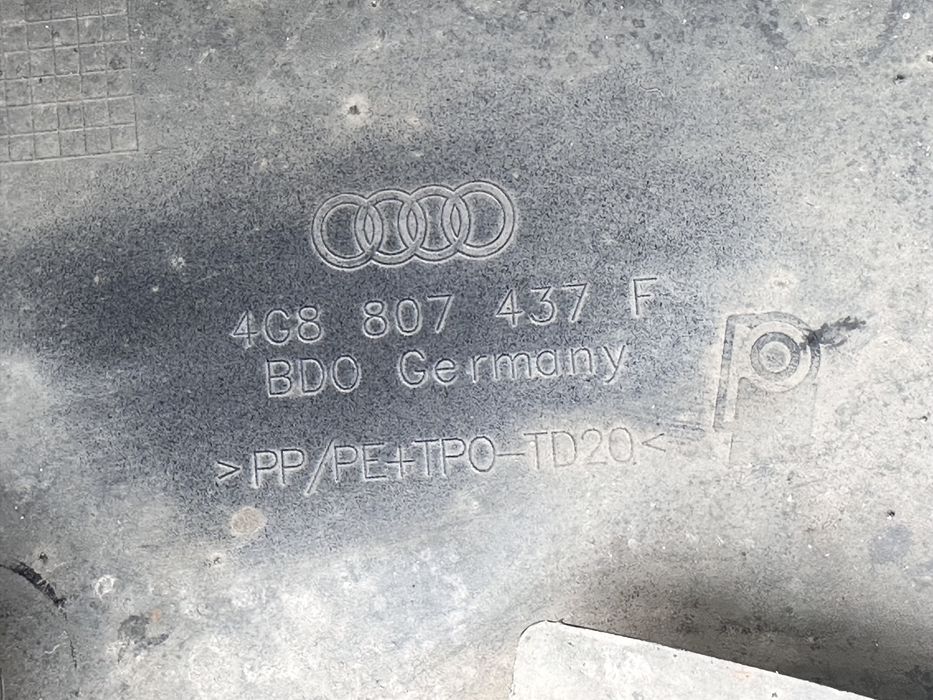 4G8 807 437 F
BDO Germany
>PP/PE+TPO-TD20<